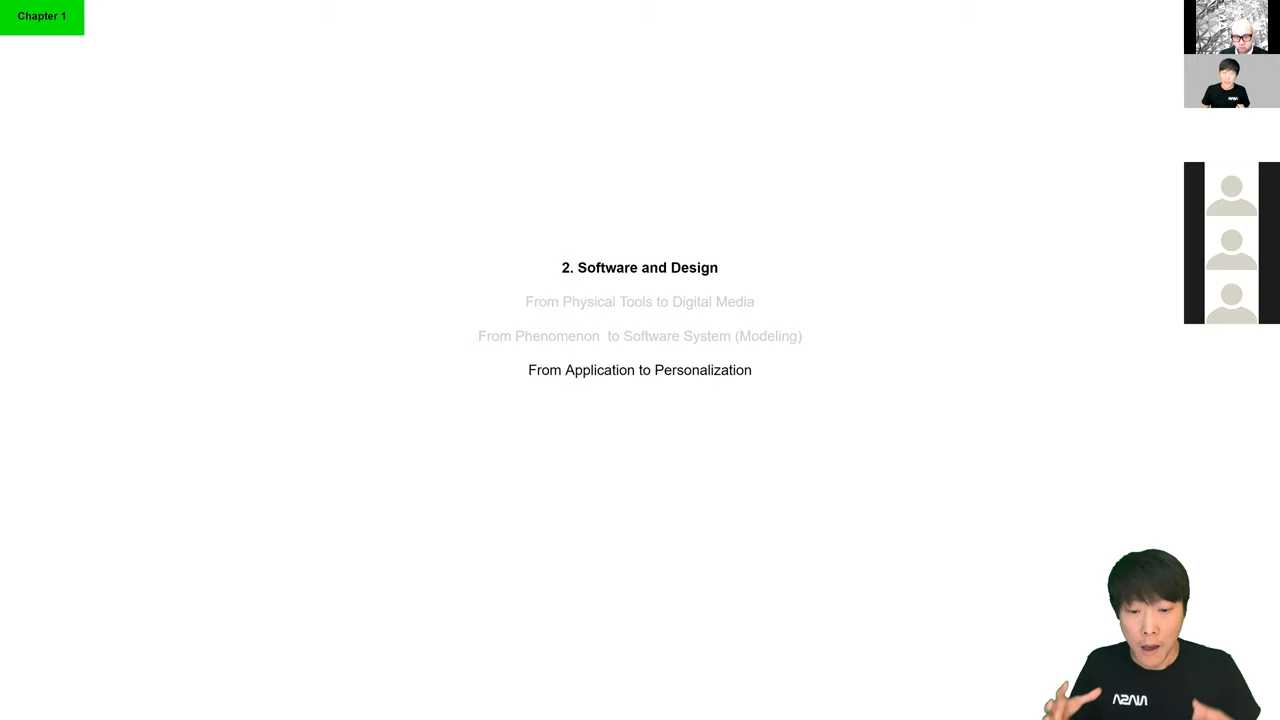 Chapter 1
2. Software and Design
From Physical Tools to Digital Media
From Phenomenon to Software System (Modeling)
From Application to Personalization